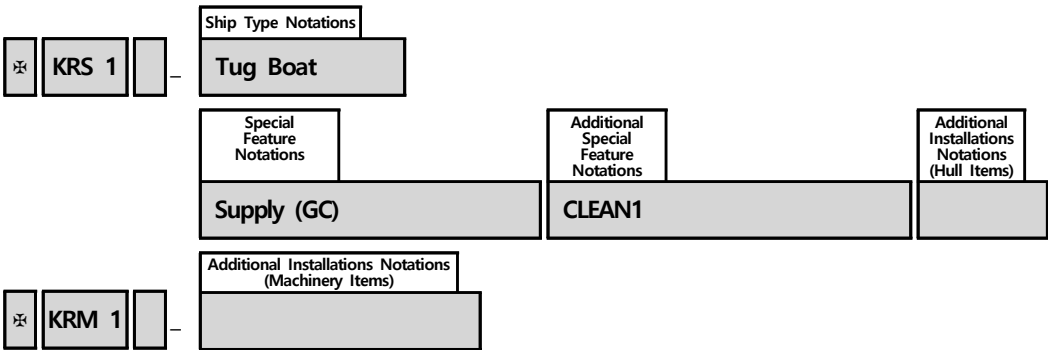 Ship Type Notations
✠ KRS 1 _ Tug Boat
Special
Feature
Notations
Additional
Special
Feature
Notations
Additional
Installations
Notations
(Hull Items)
Supply (GC) CLEAN1
Additional Installations Notations
(Machinery Items)
✠ KRM 1 _